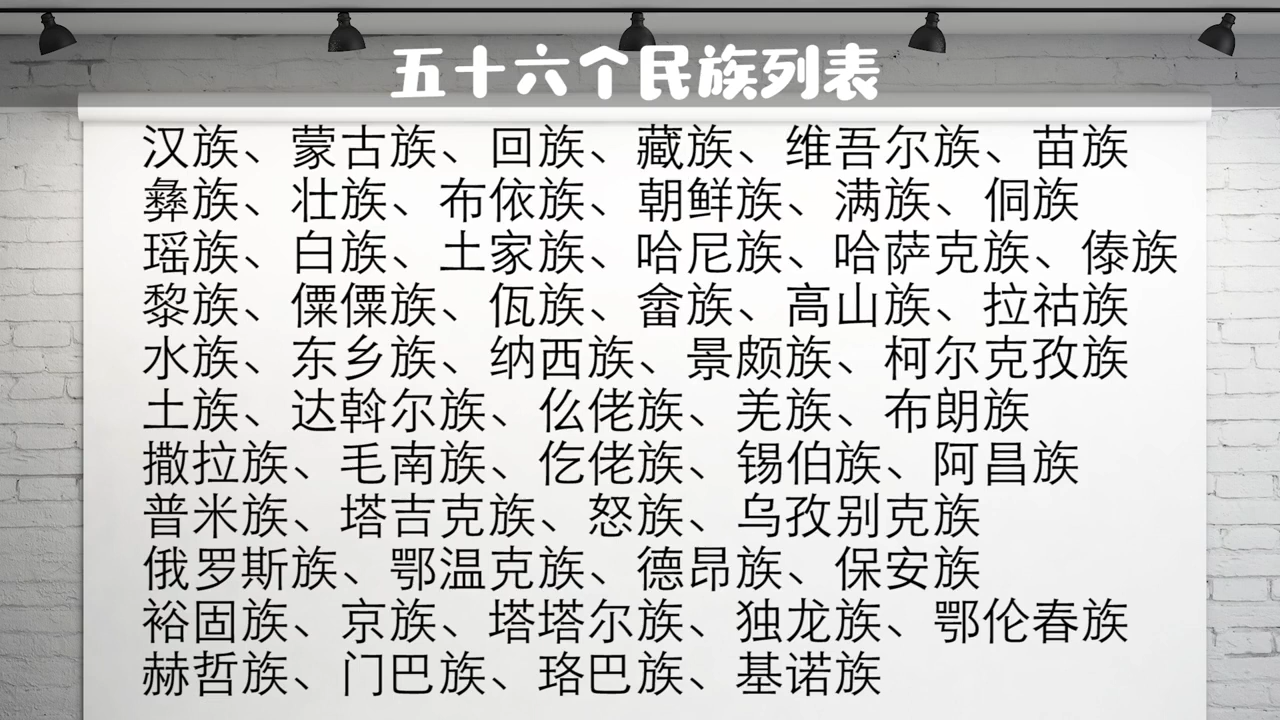 五十六个民族列表
汉族、蒙古族、回族、藏族、维吾尔族、苗族
彝族、壮族、布依族、朝鲜族、满族、侗族
瑶族、白族、土家族、哈尼族、哈萨克族、傣族
黎族、傈僳族、佤族、畲族、高山族、拉祜族
水族、东乡族、纳西族、景颇族、柯尔克孜族
土族、达斡尔族、仫佬族、羌族、布朗族
撒拉族、毛南族、仡佬族、锡伯族、阿昌族
普米族、塔吉克族、怒族、乌孜别克族
俄罗斯族、鄂温克族、德昂族、保安族
裕固族、京族、塔塔尔族、独龙族、鄂伦春族
赫哲族、门巴族、珞巴族、基诺族